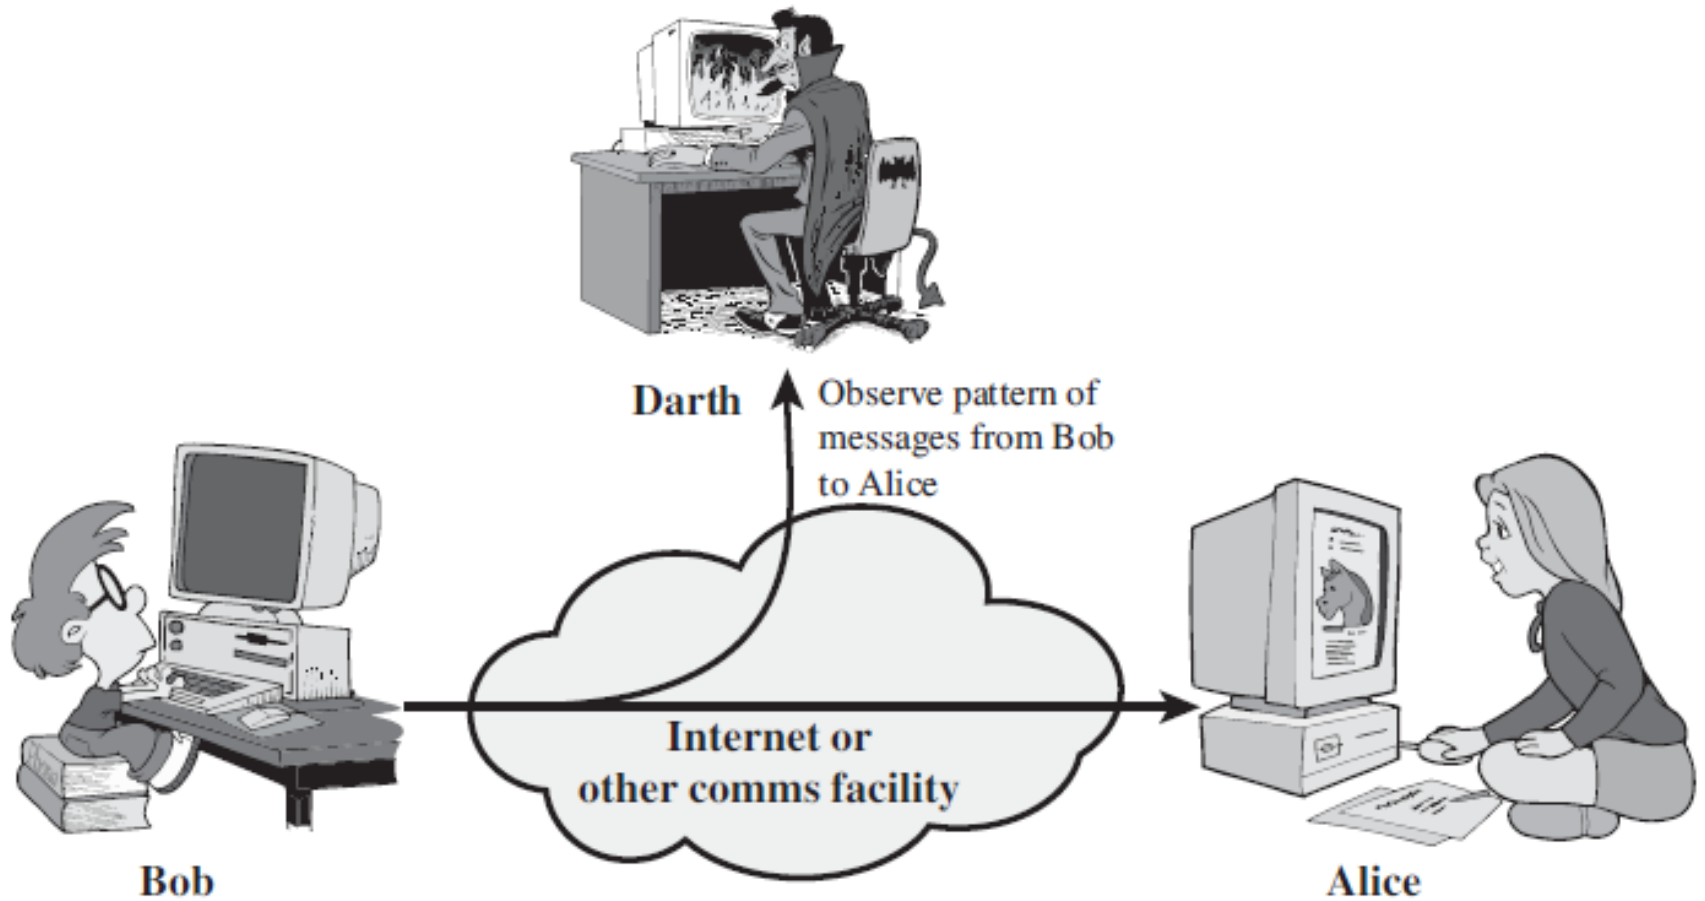 Darth
Observe pattern of
messages from Bob
to Alice
Internet or
other comms facility
Bob
Alice